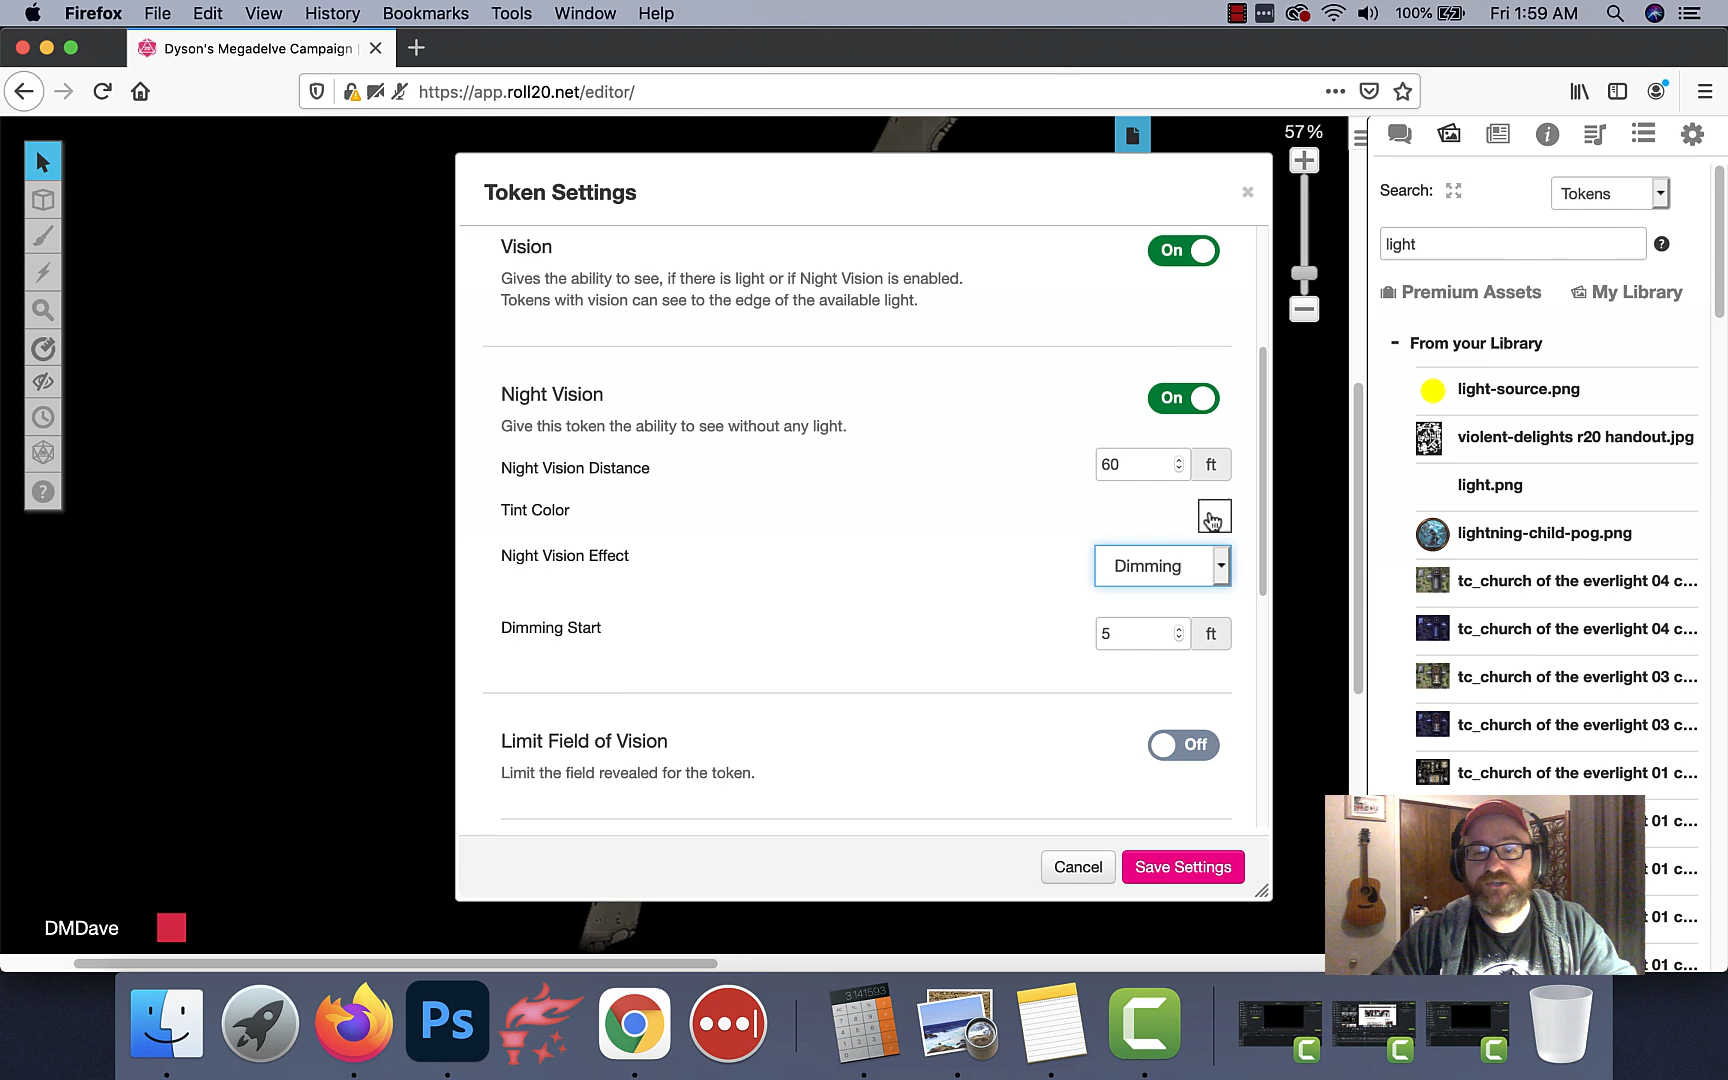 Firefox File Edit View History Bookmarks Tools Window Help
100% Fri 1:59 AM
Dyson's Megadelve Campaign |
https://app.roll20.net/editor/
57%
Token Settings
Vision
On
Gives the ability to see, if there is light or if Night Vision is enabled.
Tokens with vision can see to the edge of the available light.
Night Vision
On
Give this token the ability to see without any light.
Night Vision Distance
60 ft
Tint Color
Night Vision Effect
Dimming
Dimming Start
5 ft
Limit Field of Vision
Off
Limit the field revealed for the token.
Cancel Save Settings
Search:
Tokens
light
Premium Assets My Library
From your Library
light-source.png
violent-delights r20 handout.jpg
light.png
lightning-child-pog.png
tc_church of the everlight 04 c...
tc_church of the everlight 04 c...
tc_church of the everlight 03 c...
tc_church of the everlight 03 c...
tc_church of the everlight 01 c...
t 01 c...
t 01 c...
t 01 c...
01 c...
DMDave
Ps
3.141593